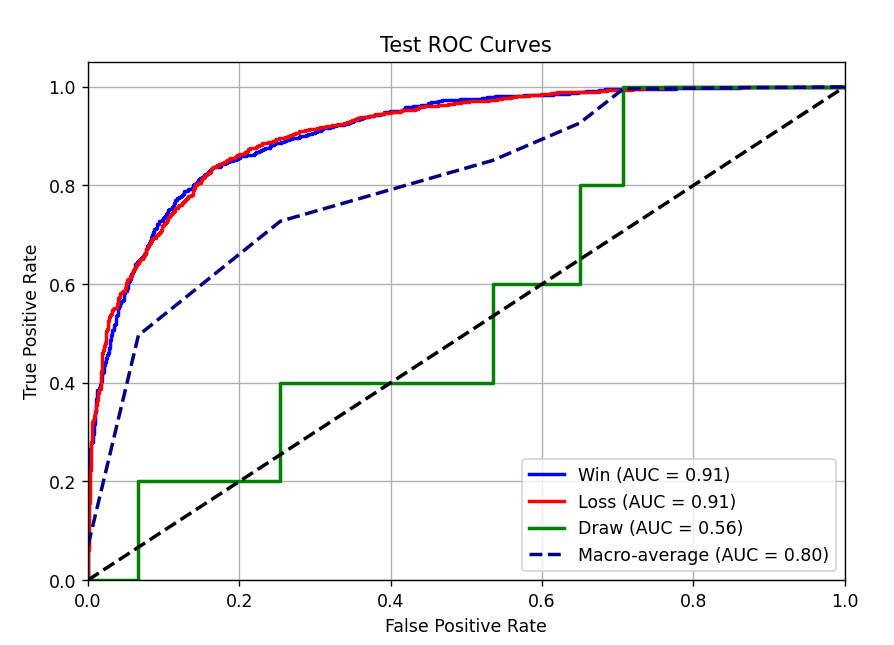 Test ROC Curves
True Positive Rate
1.0
0.8
0.6
0.4
0.2
0.0
0.0 0.2 0.4 0.6 0.8 1.0
False Positive Rate
Win (AUC = 0.91)
Loss (AUC = 0.91)
Draw (AUC = 0.56)
Macro-average (AUC = 0.80)